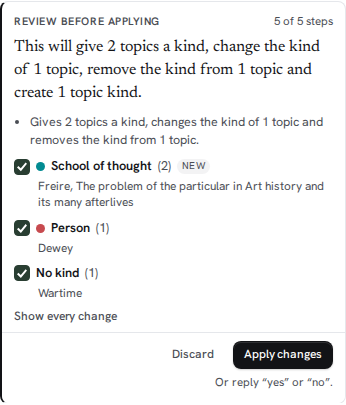 REVIEW BEFORE APPLYING 5 of 5 steps
This will give 2 topics a kind, change the kind
of 1 topic, remove the kind from 1 topic and
create 1 topic kind.
• Gives 2 topics a kind, changes the kind of 1 topic and
removes the kind from 1 topic.
School of thought (2) NEW
Freire, The problem of the particular in Art history and
its many afterlives
Person (1)
Dewey
No kind (1)
Wartime
Show every change
Discard Apply changes
Or reply “yes” or “no”.